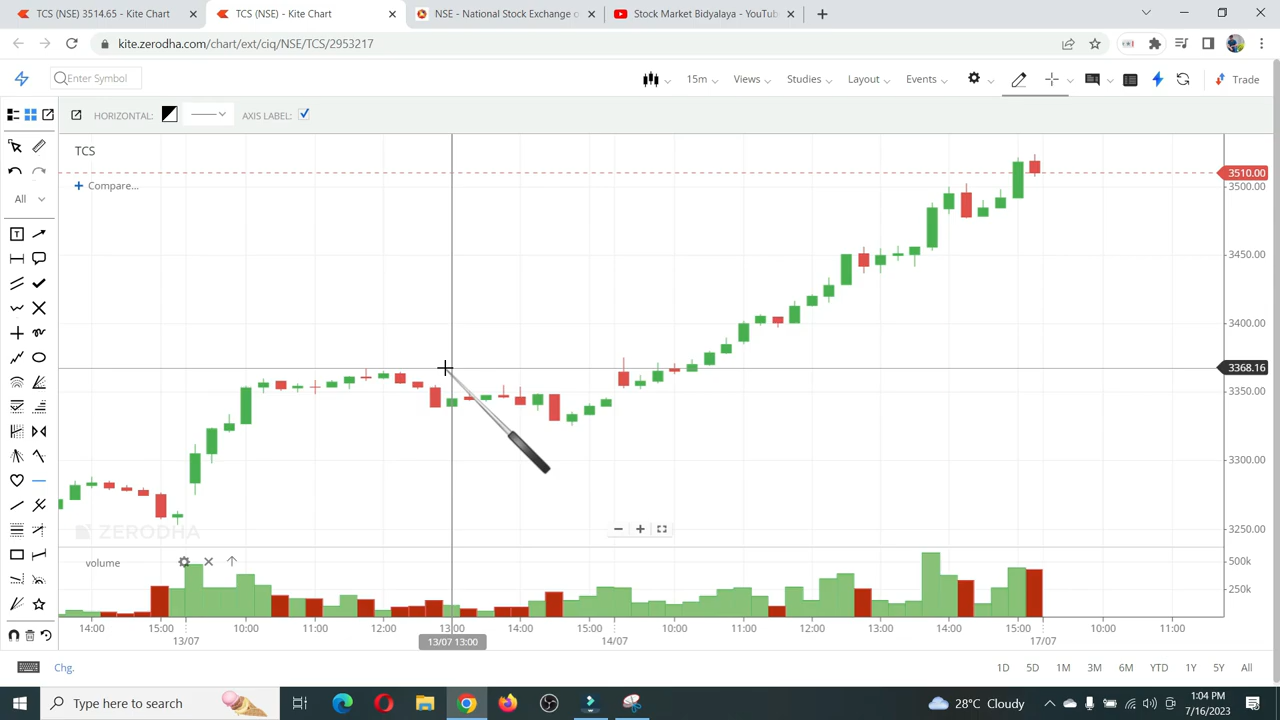 TCS (NSE) 3514.65 - Kite Chart
TCS (NSE) - Kite Chart
NSE - National Stock Exchange o
Stock Market Bidyalaya - YouTub
kite.zerodha.com/chart/ext/ciq/NSE/TCS/2953217
Enter Symbol
15m
Views
Studies
Layout
Events
Trade
HORIZONTAL:
AXIS LABEL:
TCS
Compare...
All
3510.00
3500.00
3450.00
3400.00
3368.16
3350.00
3300.00
3250.00
ZERODHA
volume
500k
250k
14:00 15:00 10:00 11:00 12:00 13:00 14:00 15:00 10:00 11:00 12:00 13:00 14:00 15:00 10:00 11:00
13/07 13/07 13:00 14/07 17/07
Chg.
1D 5D 1M 3M 6M YTD 1Y 5Y All
Type here to search
28°C Cloudy
1:04 PM
7/16/2023